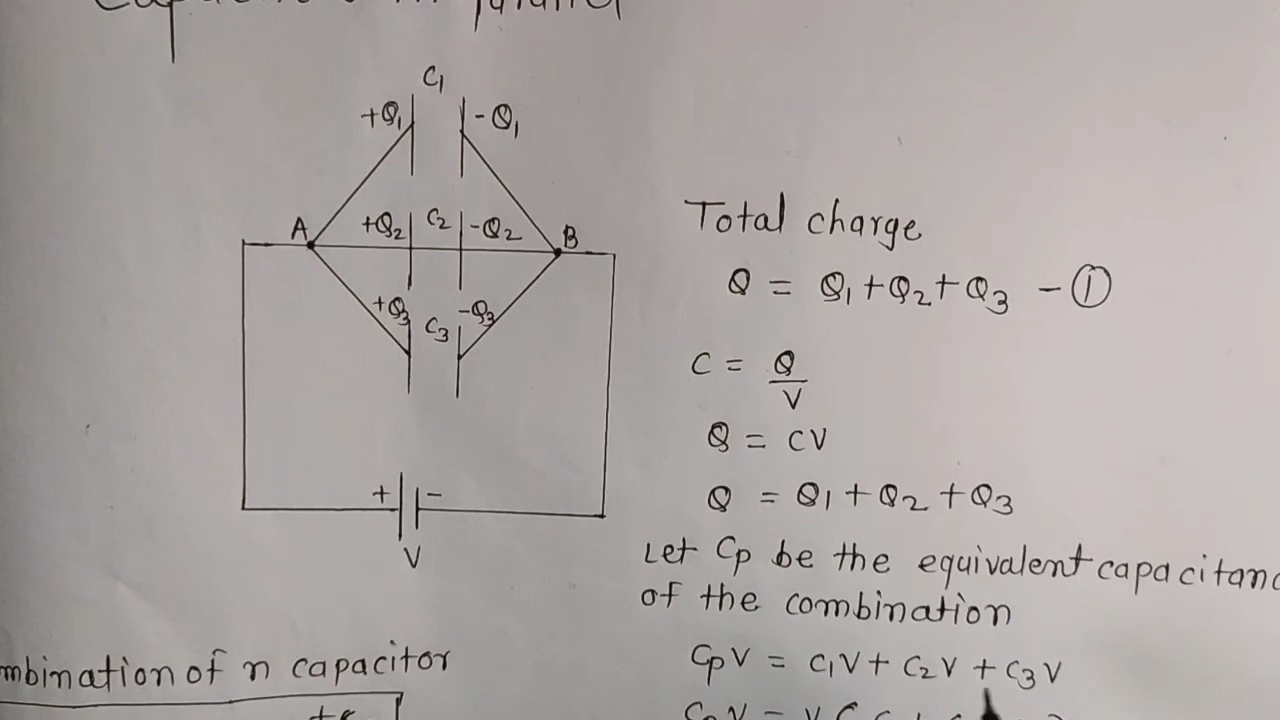 C₁
+Q₁ -Q₁
A +Q₂ C₂ -Q₂ B
+Q₃ C₃ -Q₃
+ -
V
Total charge
Q = Q₁+Q₂+Q₃ -①
C = Q/V
Q = CV
Q = Q₁+Q₂+Q₃
Let Cp be the equivalent capacitanc
of the combination
CpV = C₁V+ C₂V +C₃V
mbination of n capacitor